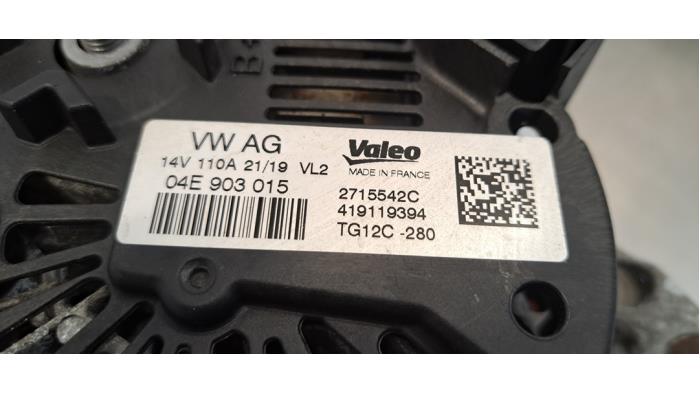 B+
VW AG
14V 110A 21/19 VL2
04E 903 015
Valeo
MADE IN FRANCE
2715542C
419119394
TG12C -280